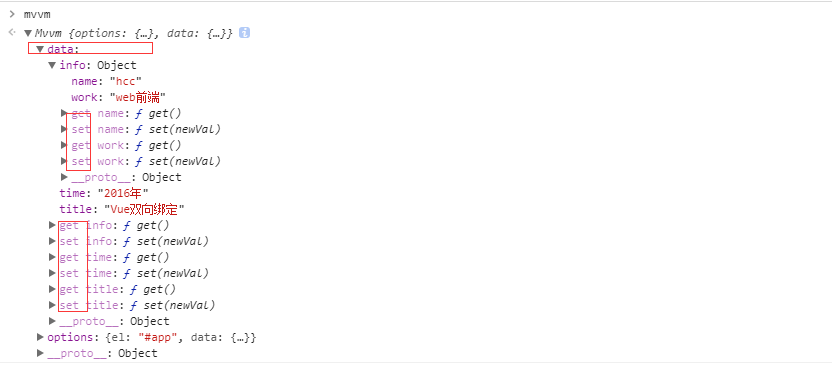 mvvm
Mvvm {options: {…}, data: {…}} i
data:
info: Object
name: "hcc"
work: "web前端"
get name: ƒ get()
set name: ƒ set(newVal)
get work: ƒ get()
set work: ƒ set(newVal)
__proto__: Object
time: "2016年"
title: "Vue双向绑定"
get info: ƒ get()
set info: ƒ set(newVal)
get time: ƒ get()
set time: ƒ set(newVal)
get title: ƒ get()
set title: ƒ set(newVal)
__proto__: Object
options: {el: "#app", data: {…}}
__proto__: Object